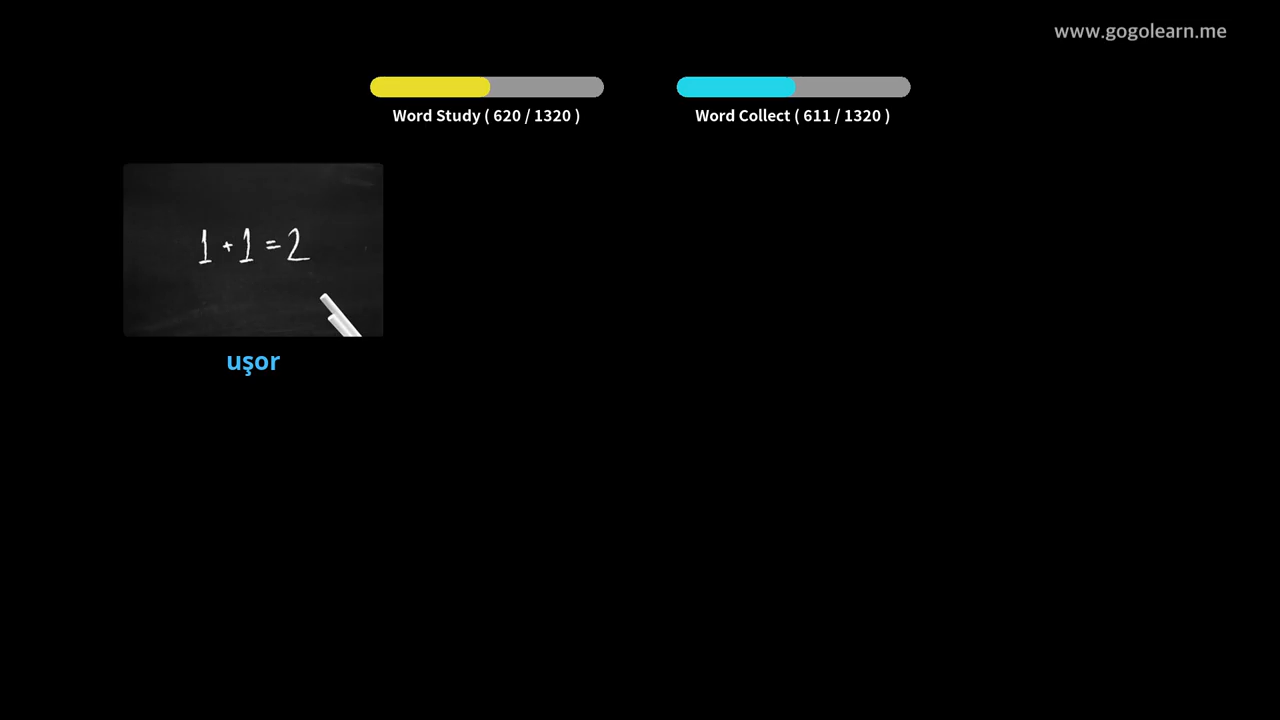 www.gogolearn.me
Word Study ( 620 / 1320 )
Word Collect ( 611 / 1320 )
1 + 1 = 2
uşor